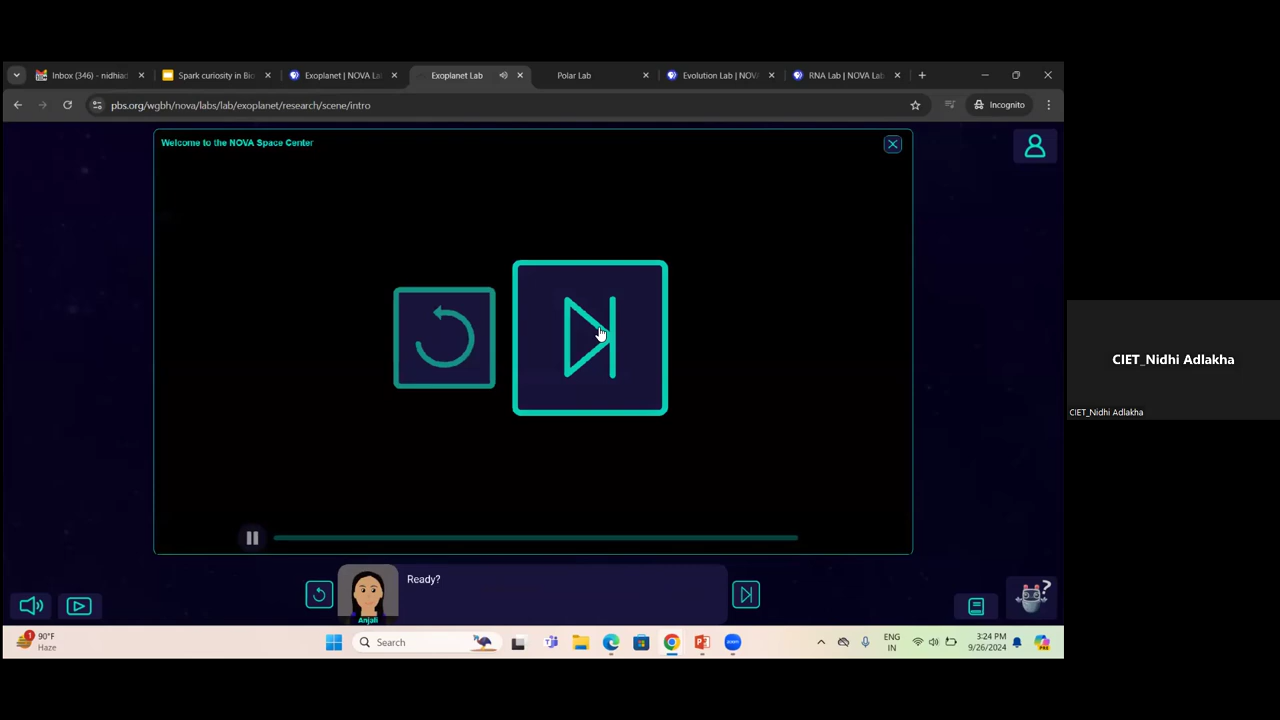 Inbox (346) - nidhiad
Spark curiosity in Bio
Exoplanet | NOVA La
Exoplanet Lab
Polar Lab
Evolution Lab | NOV
RNA Lab | NOVA Lab
pbs.org/wgbh/nova/labs/lab/exoplanet/research/scene/intro
Incognito
Welcome to the NOVA Space Center
CIET_Nidhi Adlakha
CIET_Nidhi Adlakha
Ready?
Anjali
?
1
90°F
Haze
Search
ENG
IN
3:24 PM
9/26/2024